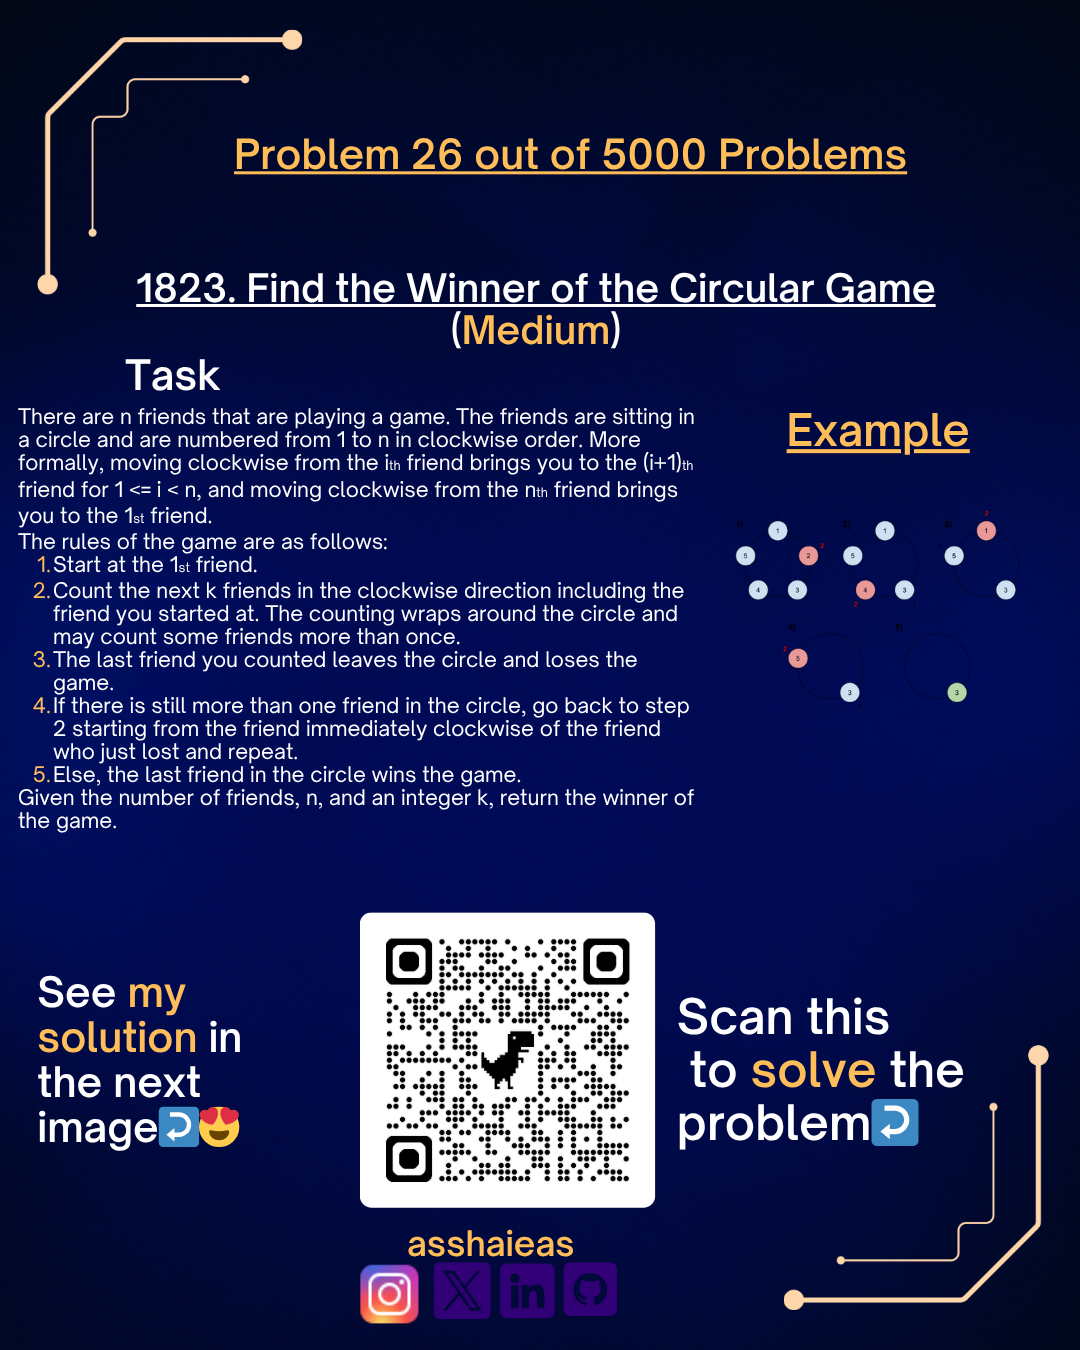 Problem 26 out of 5000 Problems
1823. Find the Winner of the Circular Game
(Medium)
Task
There are n friends that are playing a game. The friends are sitting in
a circle and are numbered from 1 to n in clockwise order. More
formally, moving clockwise from the ith friend brings you to the (i+1)th
friend for 1 <= i < n, and moving clockwise from the nth friend brings
you to the 1st friend.
The rules of the game are as follows:
1. Start at the 1st friend.
2. Count the next k friends in the clockwise direction including the
friend you started at. The counting wraps around the circle and
may count some friends more than once.
3. The last friend you counted leaves the circle and loses the
game.
4. If there is still more than one friend in the circle, go back to step
2 starting from the friend immediately clockwise of the friend
who just lost and repeat.
5. Else, the last friend in the circle wins the game.
Given the number of friends, n, and an integer k, return the winner of
the game.
Example
1)
1
5
2
2
4
3
2)
1
5
4
3
2
3)
2
1
5
3
4)
2
5
3
5)
3
See my
solution in
the next
image
Scan this
to solve the
problem
asshaieas